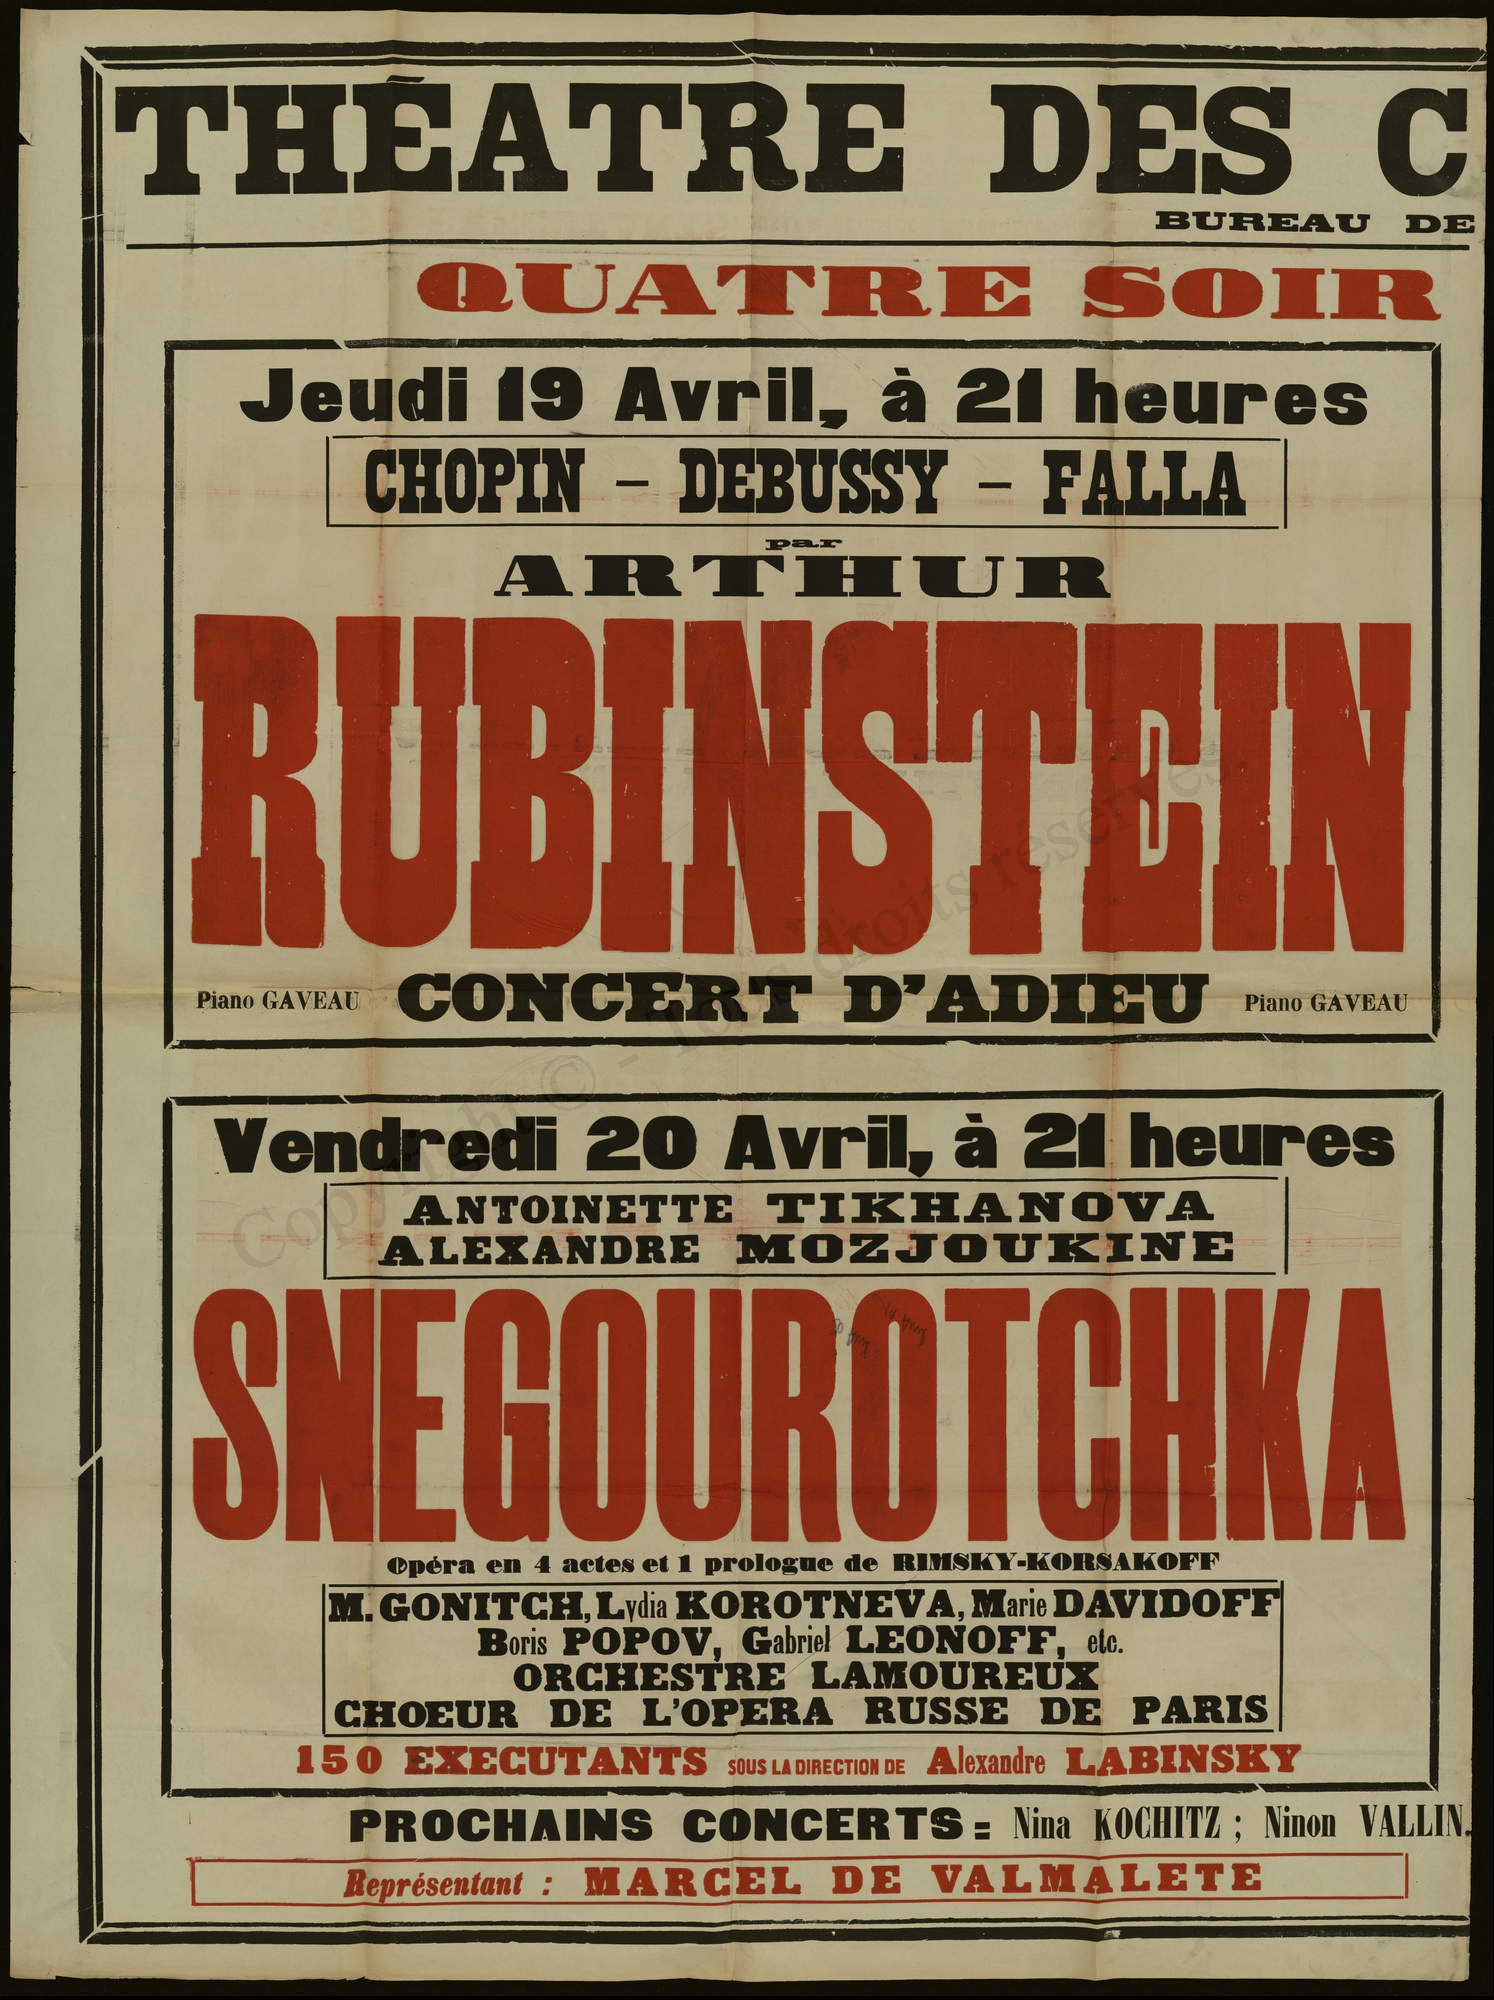 THÉATRE DES C
BUREAU DE
QUATRE SOIR
Jeudi 19 Avril, à 21 heures
CHOPIN - DEBUSSY - FALLA
par
ARTHUR
RUBINSTEIN
Piano GAVEAU CONCERT D'ADIEU Piano GAVEAU
Vendredi 20 Avril, à 21 heures
ANTOINETTE TIKHANOVA
ALEXANDRE MOZJOUKINE
SNEGOUROTCHKA
Opéra en 4 actes et 1 prologue de RIMSKY-KORSAKOFF
M. GONITCH, Lydia KOROTNEVA, Marie DAVIDOFF
Boris POPOV, Gabriel LEONOFF, etc.
ORCHESTRE LAMOUREUX
CHOEUR DE L'OPERA RUSSE DE PARIS
150 EXECUTANTS SOUS LA DIRECTION DE Alexandre LABINSKY
PROCHAINS CONCERTS : Nina KOCHITZ ; Ninon VALLIN.
Représentant : MARCEL DE VALMALETE
Copyright © - Tous droits réservés